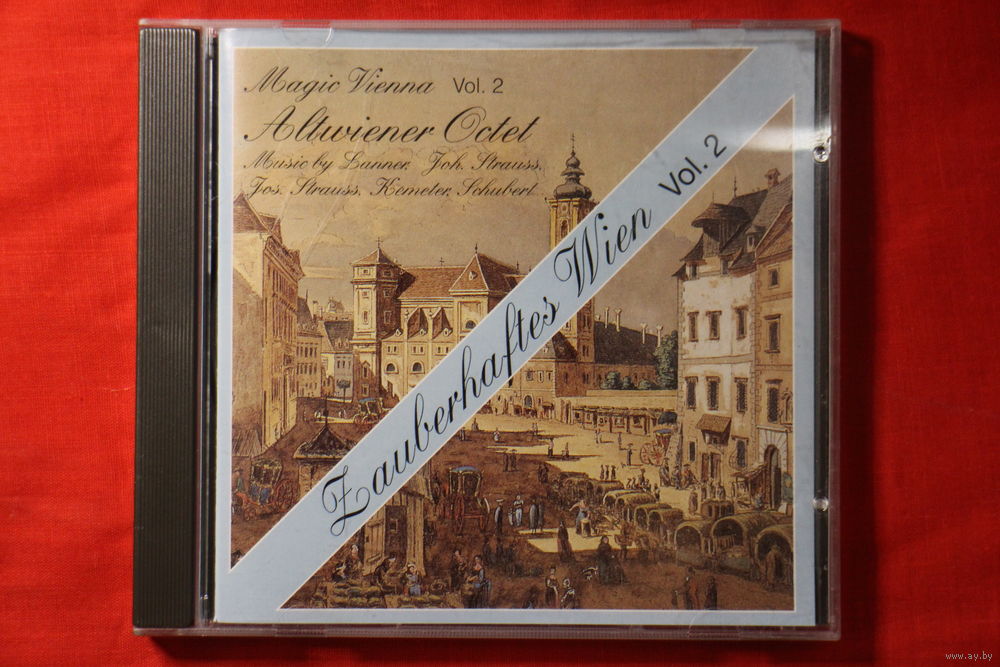 Magic Vienna Vol. 2
Altwiener Octet
Music by Lanner, Joh. Strauss,
Jos. Strauss, Kometer, Schubert
Zauberhaftes Wien Vol. 2
www.ay.by